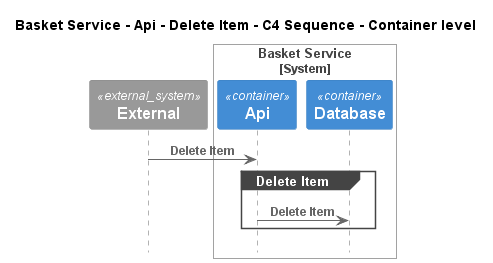 Basket Service - Api - Delete Item - C4 Sequence - Container level
Basket Service
[System]
«external_system»
External
«container»
Api
«container»
Database
Delete Item
Delete Item
Delete Item